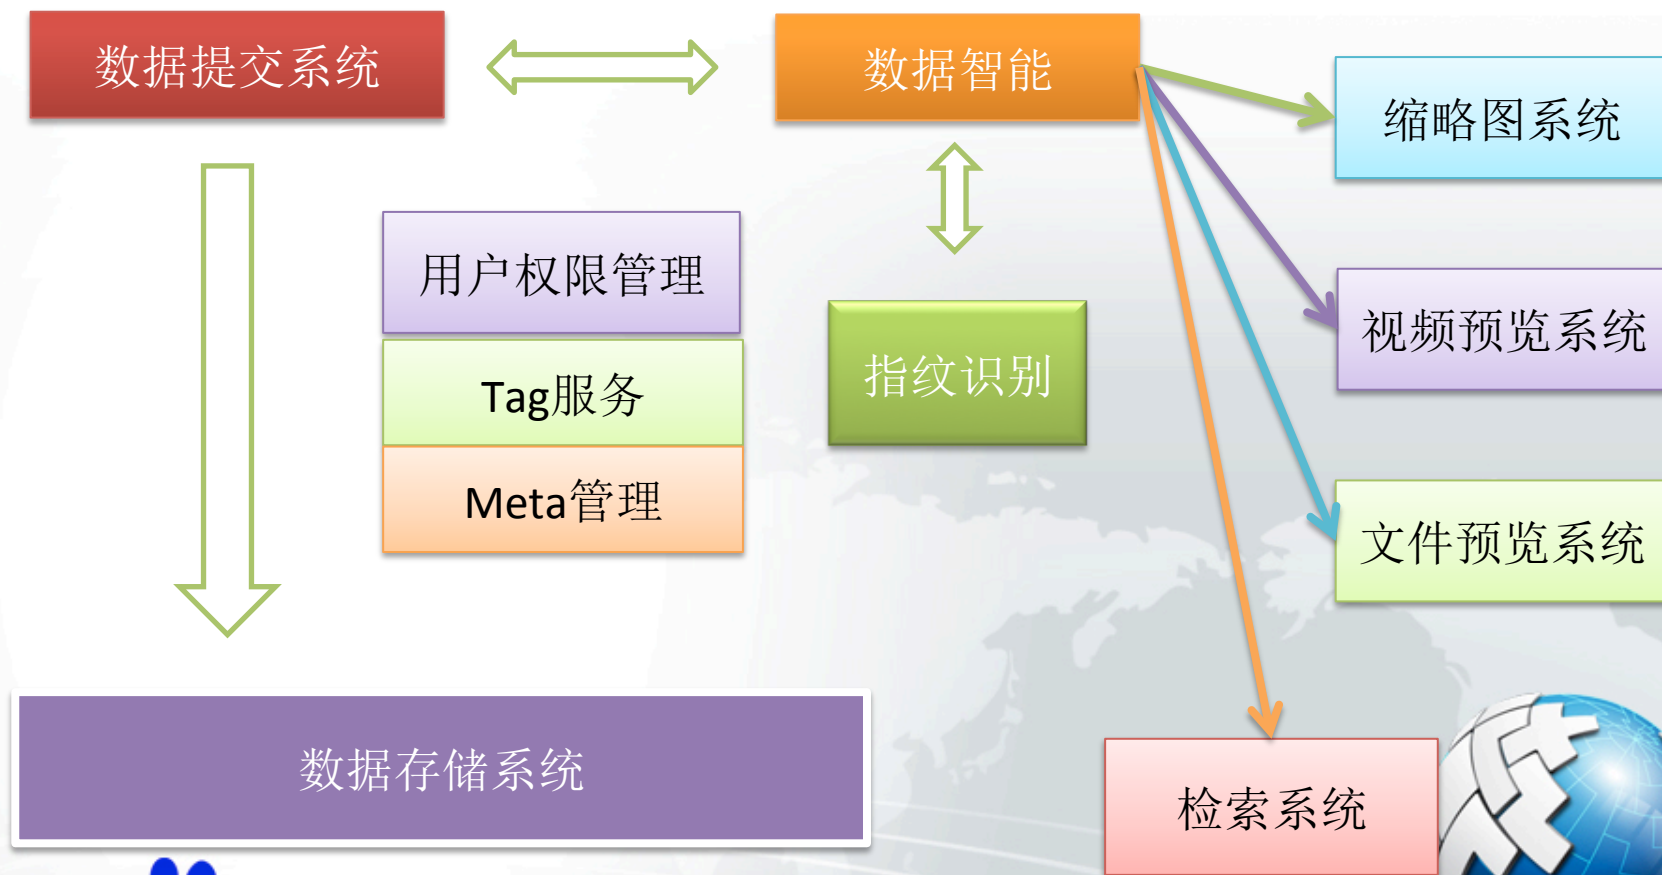 数据提交系统
数据智能
缩略图系统
用户权限管理
视频预览系统
指纹识别
Tag服务
Meta管理
文件预览系统
数据存储系统
检索系统